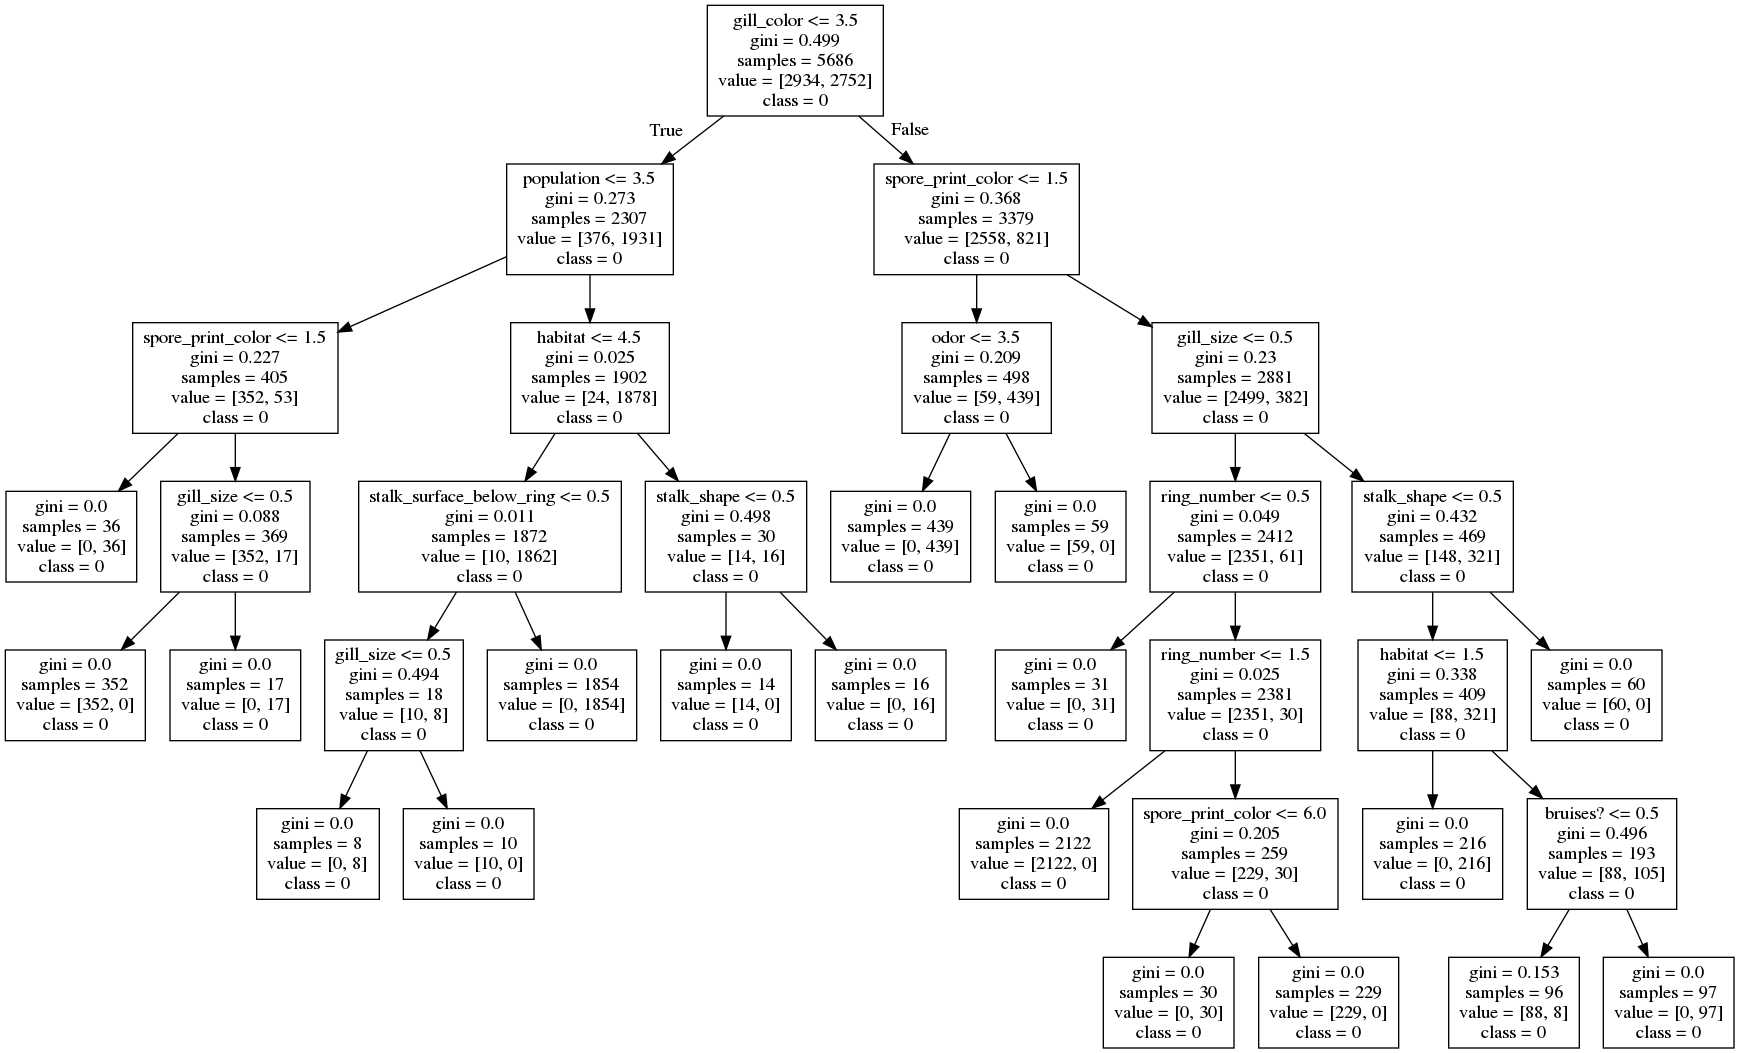 gill_color <= 3.5
gini = 0.499
samples = 5686
value = [2934, 2752]
class = 0
True
False
population <= 3.5
gini = 0.273
samples = 2307
value = [376, 1931]
class = 0
spore_print_color <= 1.5
gini = 0.368
samples = 3379
value = [2558, 821]
class = 0
spore_print_color <= 1.5
gini = 0.227
samples = 405
value = [352, 53]
class = 0
habitat <= 4.5
gini = 0.025
samples = 1902
value = [24, 1878]
class = 0
odor <= 3.5
gini = 0.209
samples = 498
value = [59, 439]
class = 0
gill_size <= 0.5
gini = 0.23
samples = 2881
value = [2499, 382]
class = 0
gini = 0.0
samples = 36
value = [0, 36]
class = 0
gill_size <= 0.5
gini = 0.088
samples = 369
value = [352, 17]
class = 0
stalk_surface_below_ring <= 0.5
gini = 0.011
samples = 1872
value = [10, 1862]
class = 0
stalk_shape <= 0.5
gini = 0.498
samples = 30
value = [14, 16]
class = 0
gini = 0.0
samples = 439
value = [0, 439]
class = 0
gini = 0.0
samples = 59
value = [59, 0]
class = 0
ring_number <= 0.5
gini = 0.049
samples = 2412
value = [2351, 61]
class = 0
stalk_shape <= 0.5
gini = 0.432
samples = 469
value = [148, 321]
class = 0
gini = 0.0
samples = 352
value = [352, 0]
class = 0
gini = 0.0
samples = 17
value = [0, 17]
class = 0
gill_size <= 0.5
gini = 0.494
samples = 18
value = [10, 8]
class = 0
gini = 0.0
samples = 1854
value = [0, 1854]
class = 0
gini = 0.0
samples = 14
value = [14, 0]
class = 0
gini = 0.0
samples = 16
value = [0, 16]
class = 0
gini = 0.0
samples = 31
value = [0, 31]
class = 0
ring_number <= 1.5
gini = 0.025
samples = 2381
value = [2351, 30]
class = 0
habitat <= 1.5
gini = 0.338
samples = 409
value = [88, 321]
class = 0
gini = 0.0
samples = 60
value = [60, 0]
class = 0
gini = 0.0
samples = 8
value = [0, 8]
class = 0
gini = 0.0
samples = 10
value = [10, 0]
class = 0
gini = 0.0
samples = 2122
value = [2122, 0]
class = 0
spore_print_color <= 6.0
gini = 0.205
samples = 259
value = [229, 30]
class = 0
gini = 0.0
samples = 216
value = [0, 216]
class = 0
bruises? <= 0.5
gini = 0.496
samples = 193
value = [88, 105]
class = 0
gini = 0.0
samples = 30
value = [0, 30]
class = 0
gini = 0.0
samples = 229
value = [229, 0]
class = 0
gini = 0.153
samples = 96
value = [88, 8]
class = 0
gini = 0.0
samples = 97
value = [0, 97]
class = 0